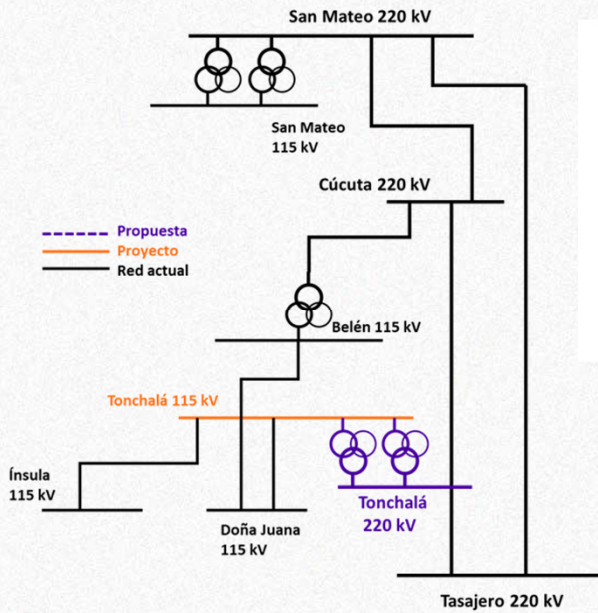 San Mateo 220 kV
San Mateo
115 kV
Cúcuta 220 kV
Propuesta
Proyecto
Red actual
Belén 115 kV
Tonchalá 115 kV
Ínsula
115 kV
Tonchalá
220 kV
Doña Juana
115 kV
Tasajero 220 kV